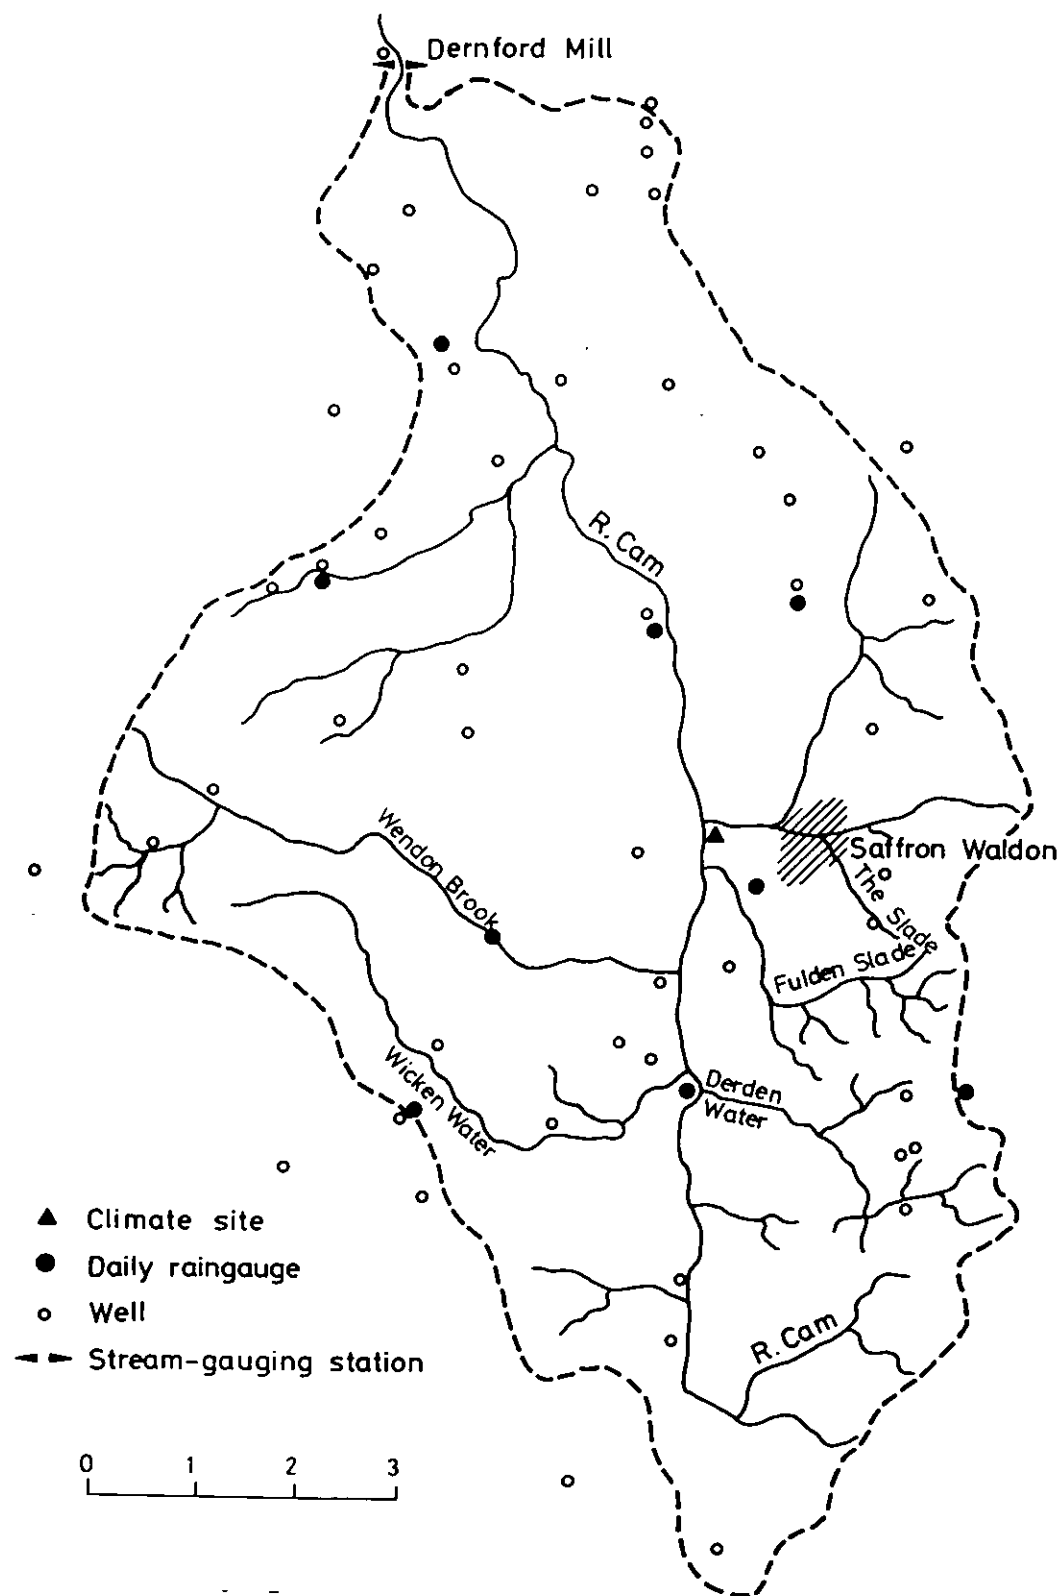 Dernford Mill
R. Cam
Wendon Brook
Saffron Waldon
The Slade
Fulden Slade
Wicken Water
Derden
Water
R. Cam
Climate site
Daily raingauge
Well
Stream-gauging station
0 1 2 3